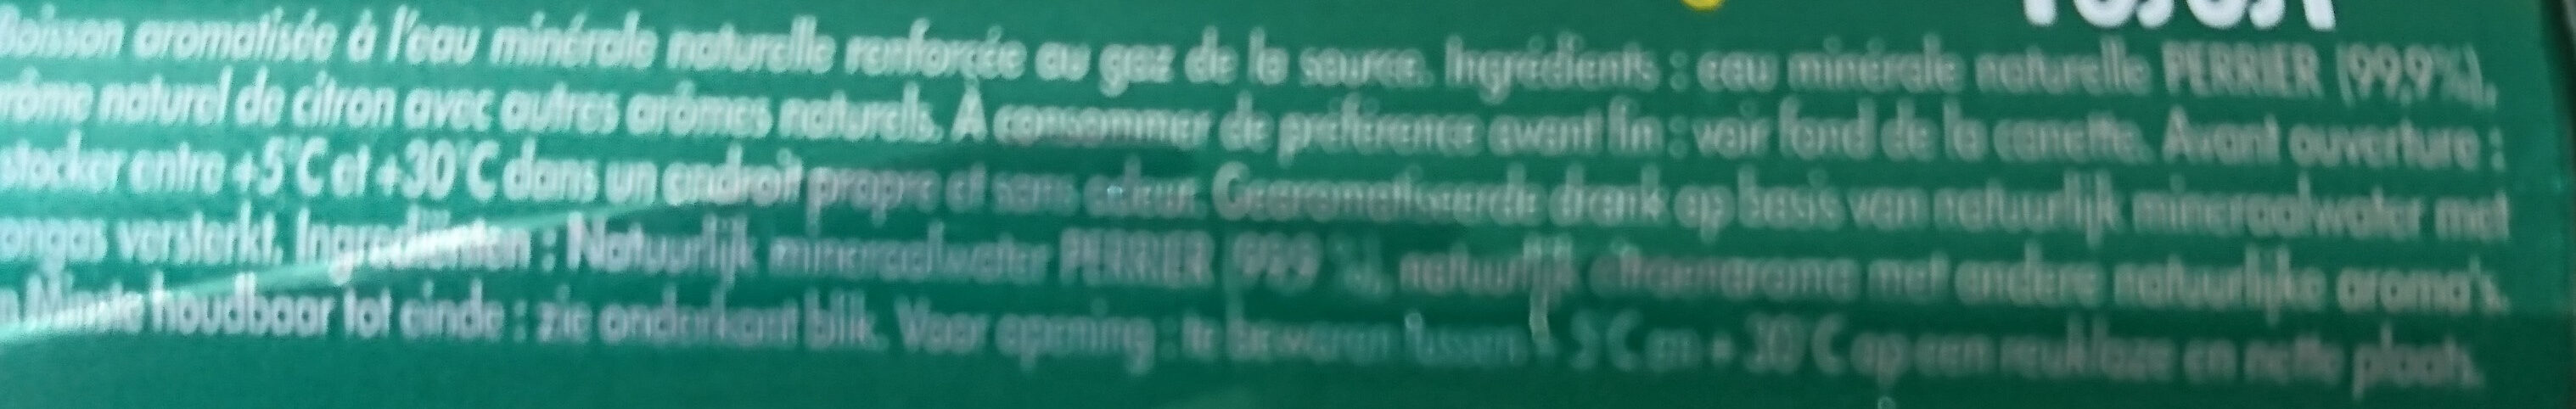 Boisson aromatisée à l'eau minérale naturelle renforcée au gaz de la source. Ingrédients : eau minérale naturelle PERRIER (99,9%),
arôme naturel de citron avec autres arômes naturels. À consommer de préférence avant fin : voir fond de la canette. Avant ouverture :
stocker entre +5°C et +30°C dans un endroit propre et sans odeur. Gearomatiseerde drank op basis van natuurlijk mineraalwater met
versterkt. Ingrediënten : Natuurlijk mineraalwater PERRIER (99,9 %), natuurlijk citroenaroma met andere natuurlijke aroma's.
Minste houdbaar tot einde : zie onderkant blik. Voor opening : te bewaren tussen + 5°C en + 30°C op een reukloze en nette plaats.